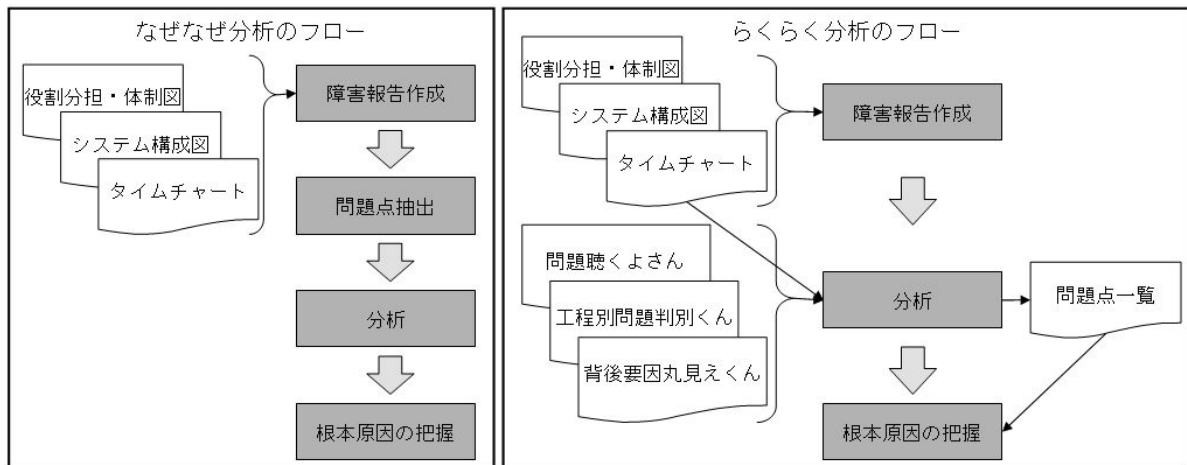 なぜなぜ分析のフロー
役割分担・体制図
システム構成図
タイムチャート
障害報告作成
問題点抽出
分析
根本原因の把握
らくらく分析のフロー
役割分担・体制図
システム構成図
タイムチャート
障害報告作成
問題聴くよさん
工程別問題判別くん
背後要因丸見えくん
分析
問題点一覧
根本原因の把握